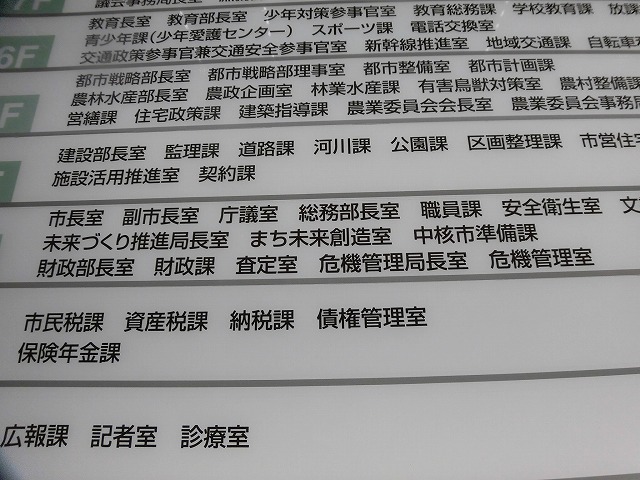 7F 議会事務局長室
教育長室 教育部長室 少年対策参事官室 教育総務課 学校教育課 放課
青少年課(少年愛護センター) スポーツ課 電話交換室
6F 交通政策参事官兼交通安全参事官室 新幹線推進室 地域交通課 自転車
都市戦略部長室 都市戦略部理事室 都市整備室 都市計画課
F 農林水産部長室 農政企画室 林業水産課 有害鳥獣対策室 農村整備課
営繕課 住宅政策課 建築指導課 農業委員会会長室 農業委員会事務局
建設部長室 監理課 道路課 河川課 公園課 区画整理課 市営住宅
施設活用推進室 契約課
市長室 副市長室 庁議室 総務部長室 職員課 安全衛生室 文
未来づくり推進局長室 まち未来創造室 中核市準備課
財政部長室 財政課 査定室 危機管理局長室 危機管理室
市民税課 資産税課 納税課 債権管理室
保険年金課
広報課 記者室 診療室